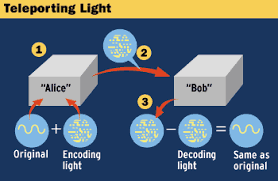 Teleporting Light
1
2
"Alice"
"Bob"
3
+
–
=
Original
Encoding
light
Decoding
light
Same as
original